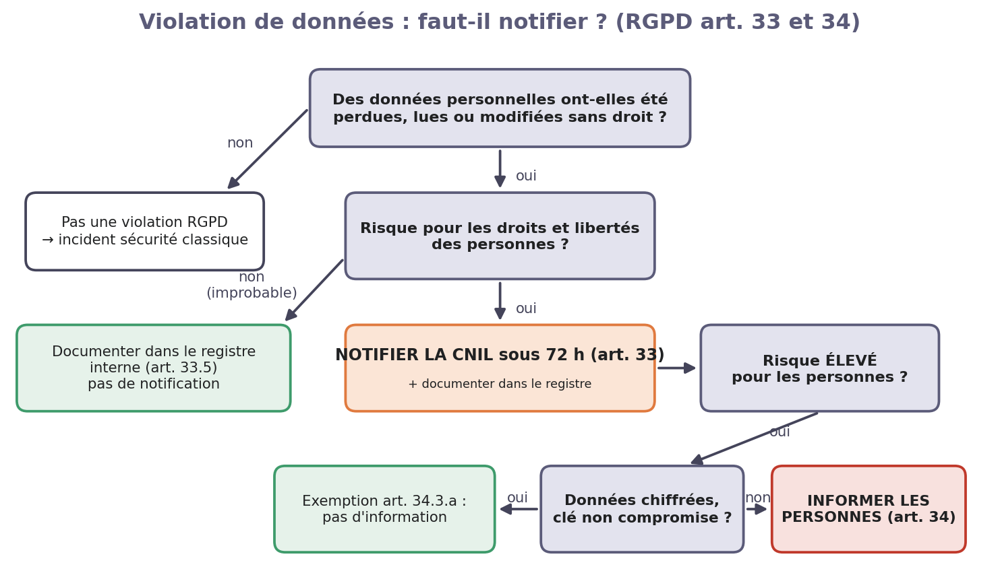 Violation de données : faut-il notifier ? (RGPD art. 33 et 34)
Des données personnelles ont-elles été
perdues, lues ou modifiées sans droit ?
non
oui
Pas une violation RGPD
→ incident sécurité classique
Risque pour les droits et libertés
des personnes ?
non
(improbable)
oui
Documenter dans le registre
interne (art. 33.5)
pas de notification
NOTIFIER LA CNIL sous 72 h (art. 33)
+ documenter dans le registre
Risque ÉLEVÉ
pour les personnes ?
oui
Exemption art. 34.3.a :
pas d'information
oui
Données chiffrées,
clé non compromise ?
non
INFORMER LES
PERSONNES (art. 34)